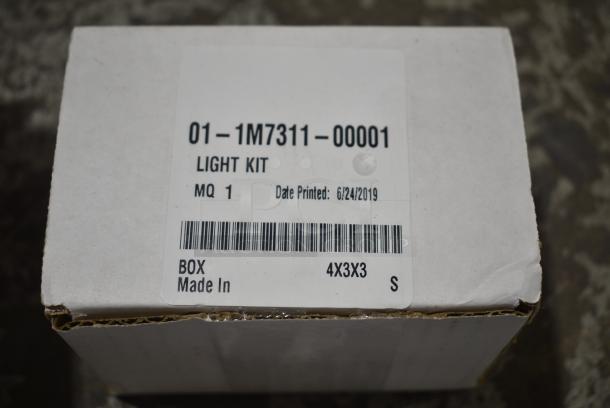 01-1M7311-00001
LIGHT KIT
MQ 1 Date Printed: 6/24/2019
BOX 4X3X3
Made In S